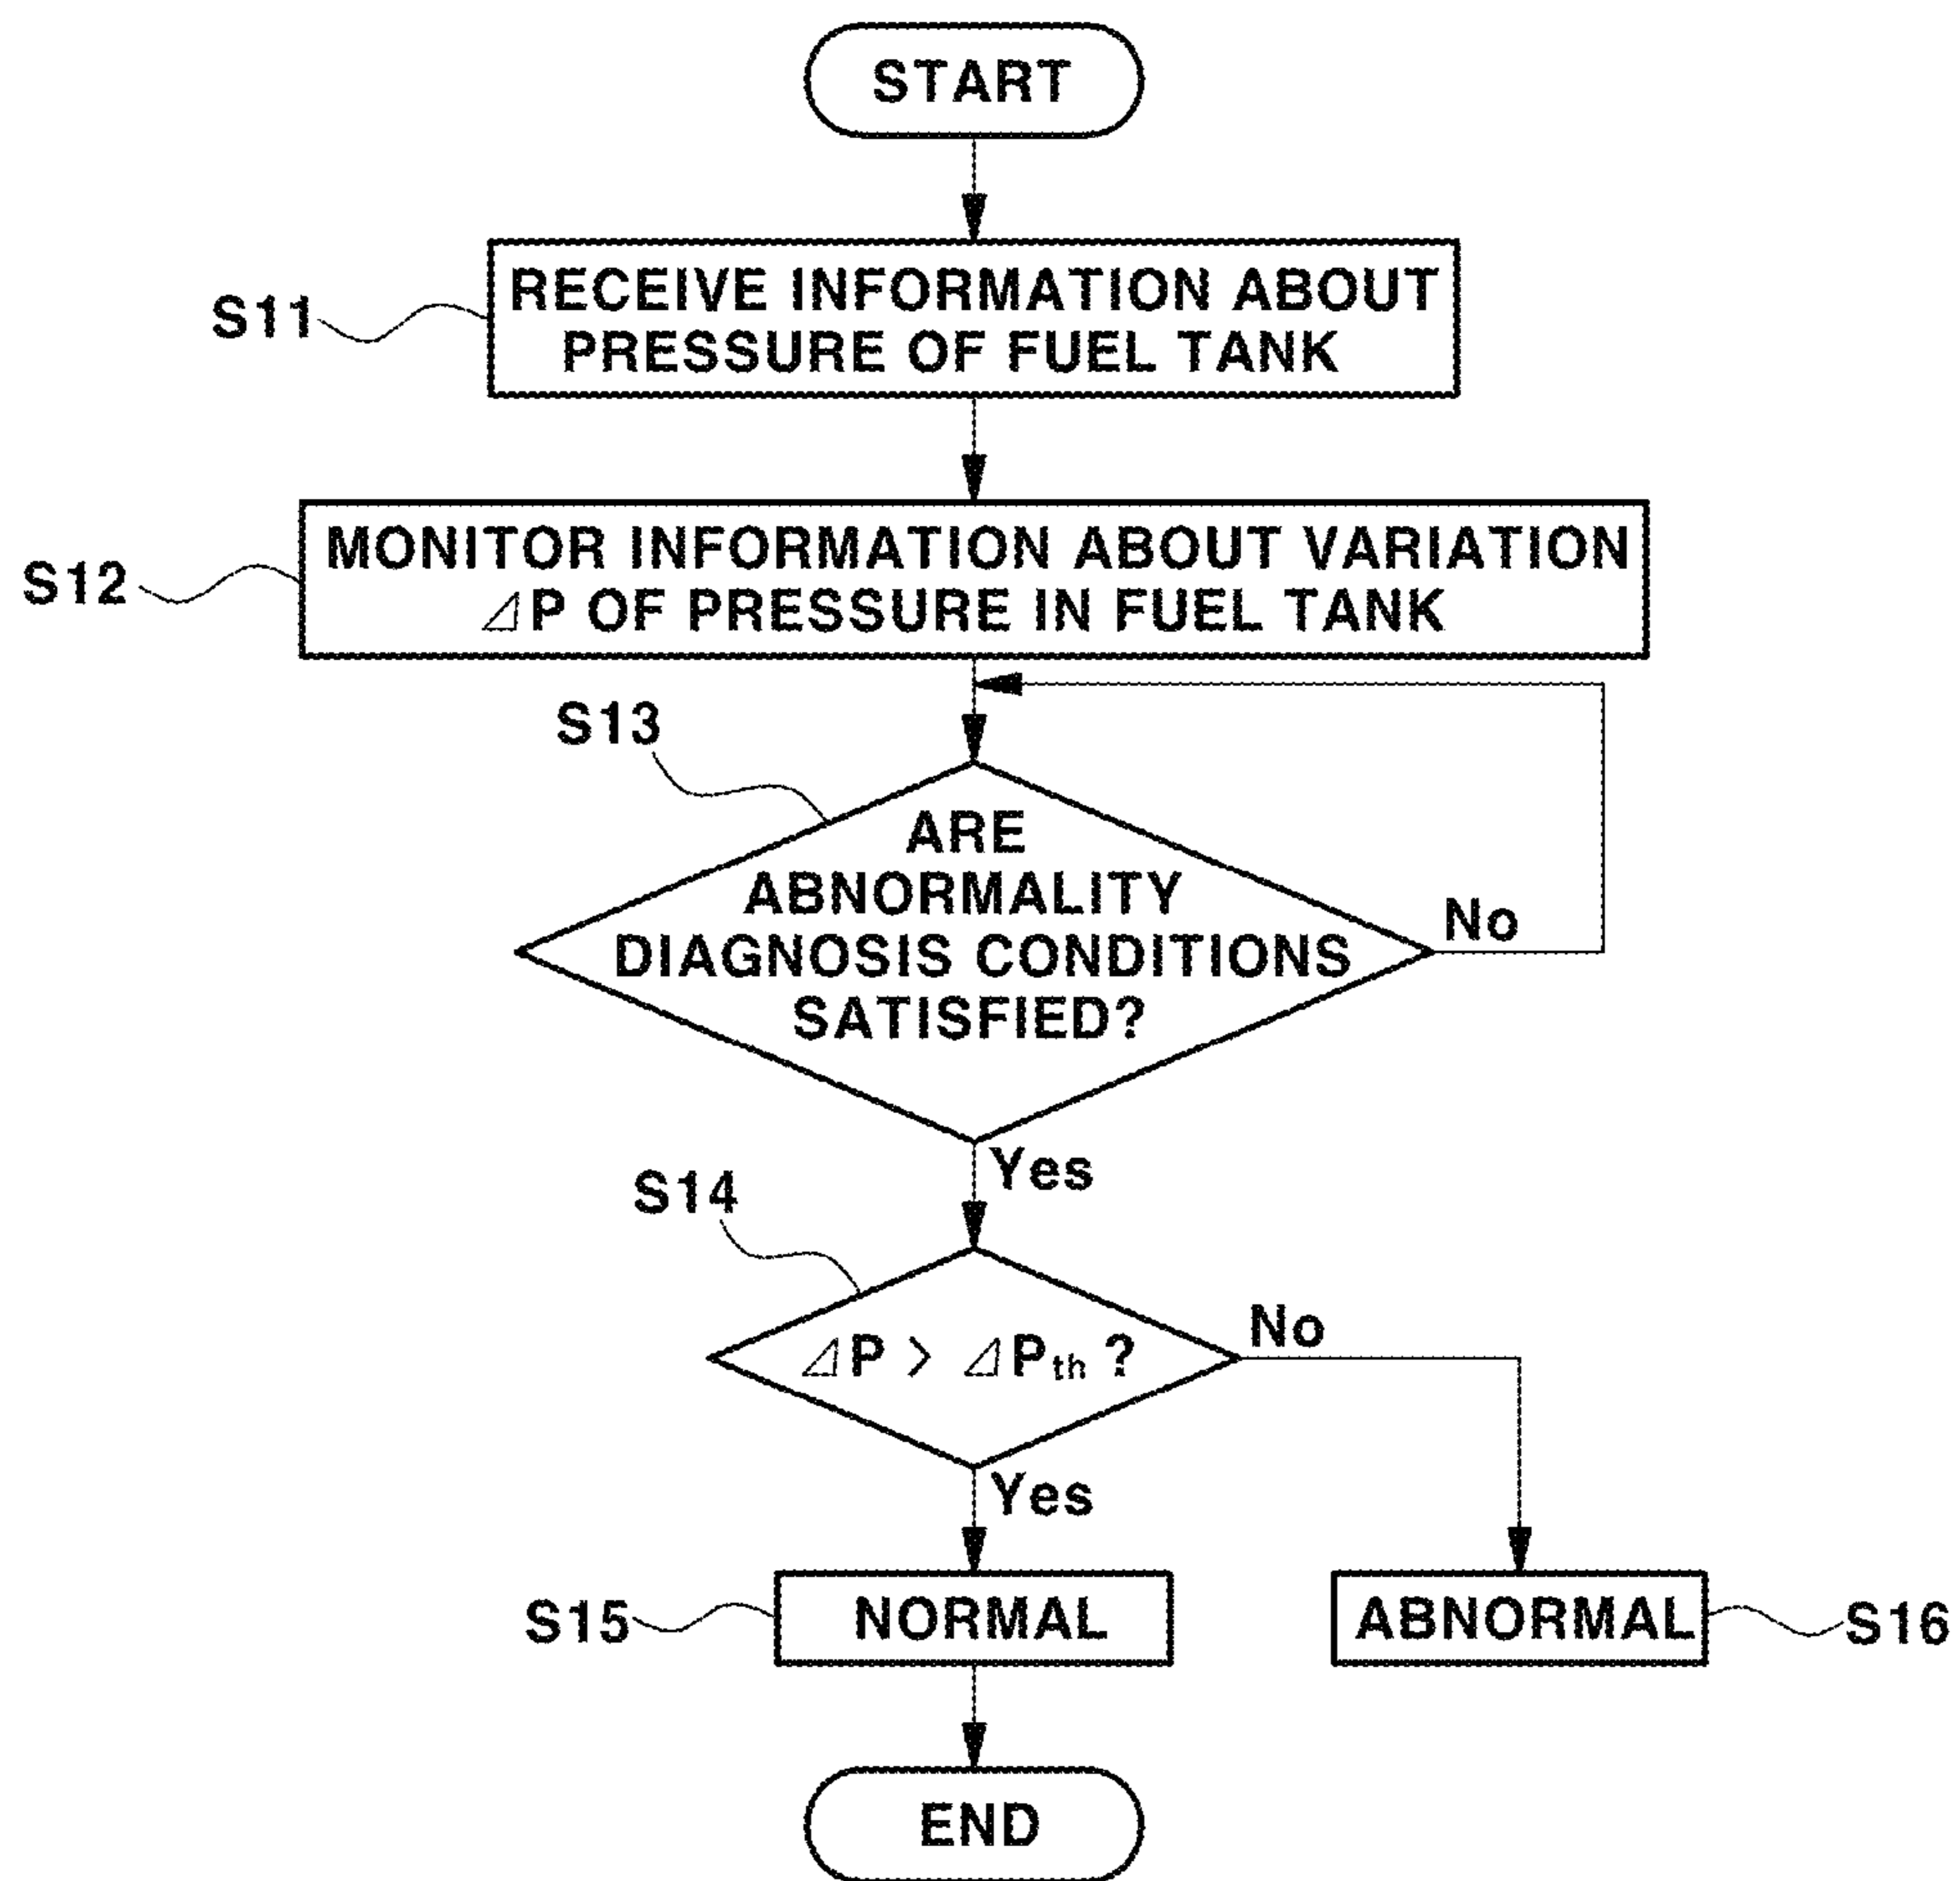 START
S11
RECEIVE INFORMATION ABOUT
PRESSURE OF FUEL TANK
S12
MONITOR INFORMATION ABOUT VARIATION
⊿P OF PRESSURE IN FUEL TANK
S13
ARE
ABNORMALITY
DIAGNOSIS CONDITIONS
SATISFIED?
No
Yes
S14
⊿P > ⊿Pth ?
No
Yes
S15
NORMAL
ABNORMAL
S16
END